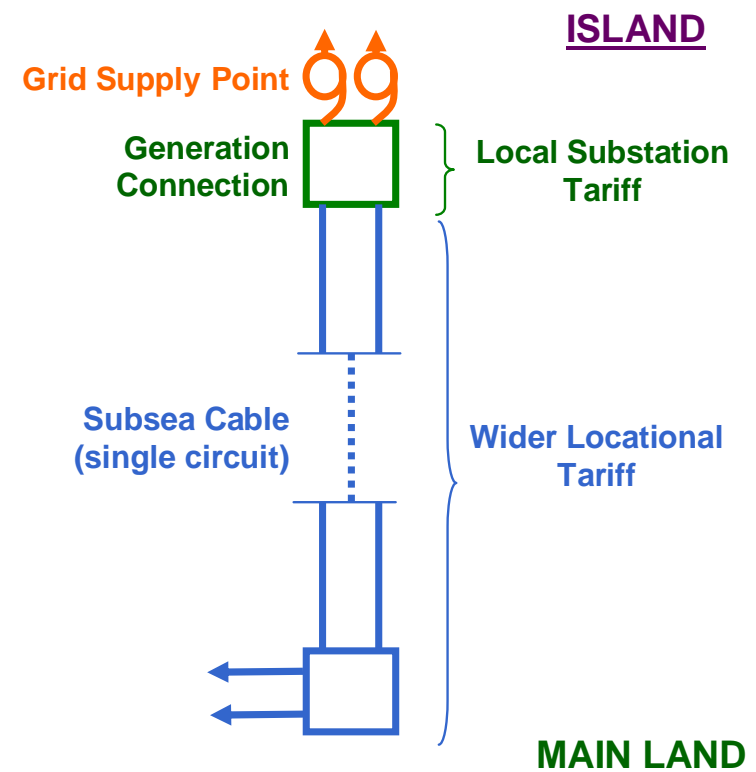 ISLAND
Grid Supply Point
Generation
Connection
Local Substation
Tariff
Subsea Cable
(single circuit)
Wider Locational
Tariff
MAIN LAND